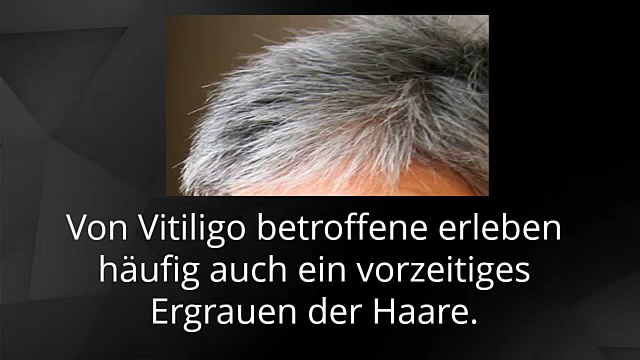 Von Vitiligo betroffene erleben
häufig auch ein vorzeitiges
Ergrauen der Haare.